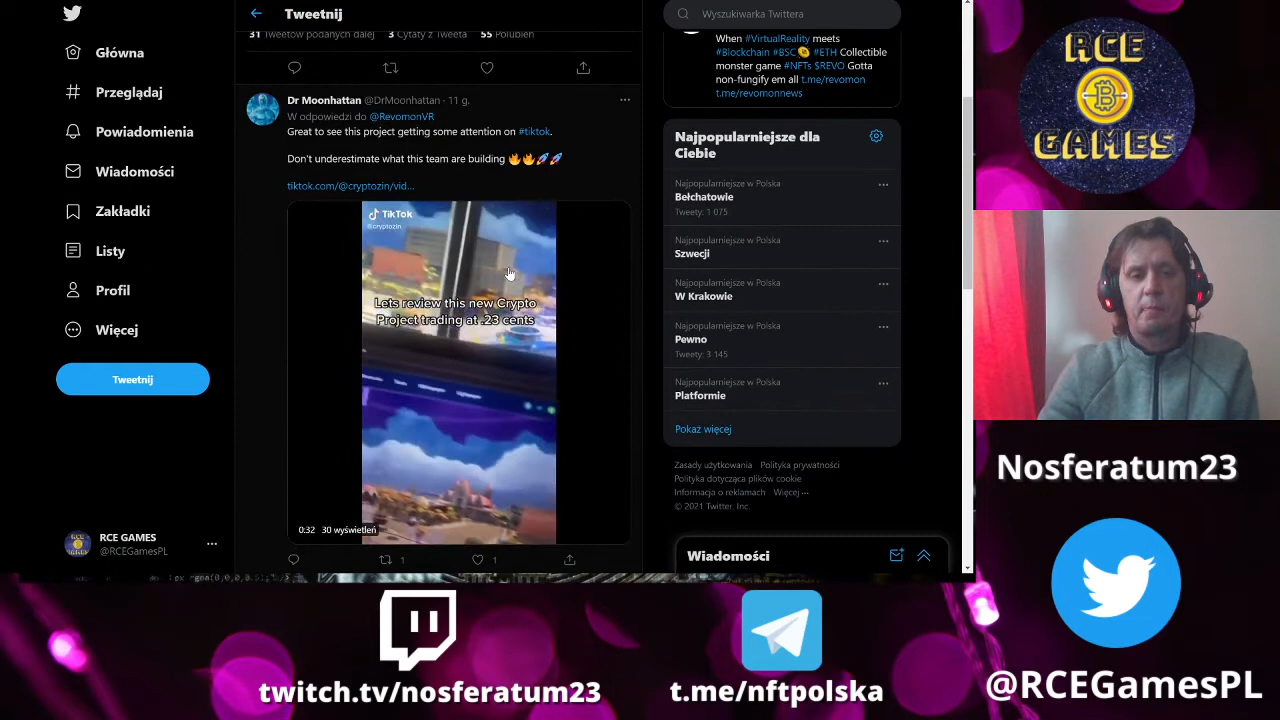 Tweetnij
Główna
Przeglądaj
Powiadomienia
Wiadomości
Zakładki
Listy
Profil
Więcej
Tweetnij
RCE GAMES
@RCEGamesPL
31 Tweetów podanych dalej 3 Cytaty z Tweeta 55 Polubień
Dr Moonhattan @DrMoonhattan · 11 g.
W odpowiedzi do @RevomonVR
Great to see this project getting some attention on #tiktok.
Don't underestimate what this team are building 🔥🔥🚀🚀
tiktok.com/@cryptozin/vid...
TikTok
@cryptozin
Lets review this new Crypto
Project trading at .23 cents
0:32 30 wyświetleń
1 1
Wyszukiwarka Twittera
When #VirtualReality meets
#Blockchain #BSC #ETH Collectible
monster game #NFTs $REVO Gotta
non-fungify em all t.me/revomon
t.me/revomonnews
Najpopularniejsze dla
Ciebie
Najpopularniejsze w Polska
Bełchatowie
Tweety: 1 075
Najpopularniejsze w Polska
Szwecji
Najpopularniejsze w Polska
W Krakowie
Najpopularniejsze w Polska
Pewno
Tweety: 3 145
Najpopularniejsze w Polska
Platformie
Pokaż więcej
Zasady użytkowania Polityka prywatności
Polityka dotycząca plików cookie
Informacja o reklamach Więcej ···
© 2021 Twitter, Inc.
Wiadomości
RCE
GAMES
Nosferatum23
@RCEGamesPL
twitch.tv/nosferatum23
t.me/nftpolska